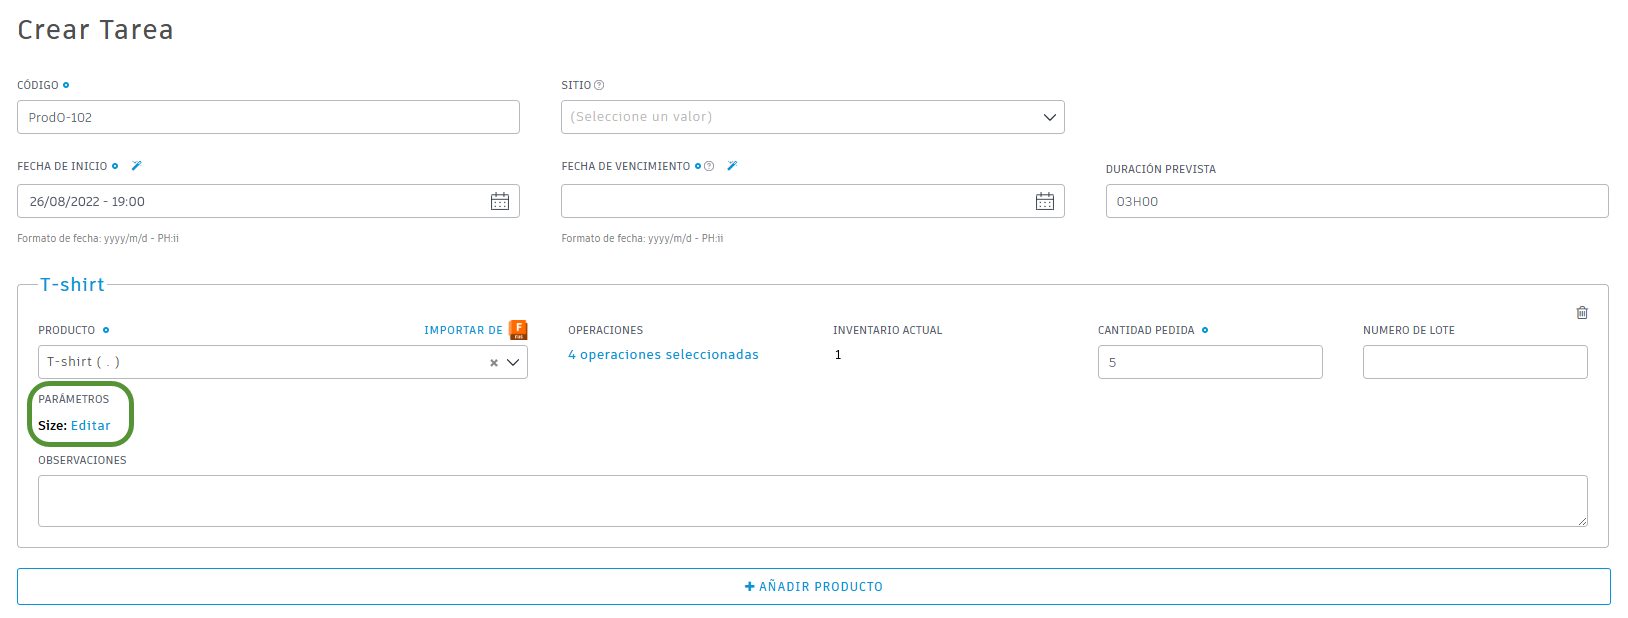 Crear Tarea
CÓDIGO
SITIO
ProdO-102
(Seleccione un valor)
FECHA DE INICIO
FECHA DE VENCIMIENTO
DURACIÓN PREVISTA
26/08/2022 - 19:00
03H00
Formato de fecha: yyyy/m/d - PH:ii
Formato de fecha: yyyy/m/d - PH:ii
T-shirt
PRODUCTO
IMPORTAR DE
F
OPERACIONES
INVENTARIO ACTUAL
CANTIDAD PEDIDA
NUMERO DE LOTE
T-shirt ( . )
4 operaciones seleccionadas
1
5
PARÁMETROS
Size: Editar
OBSERVACIONES
+ AÑADIR PRODUCTO